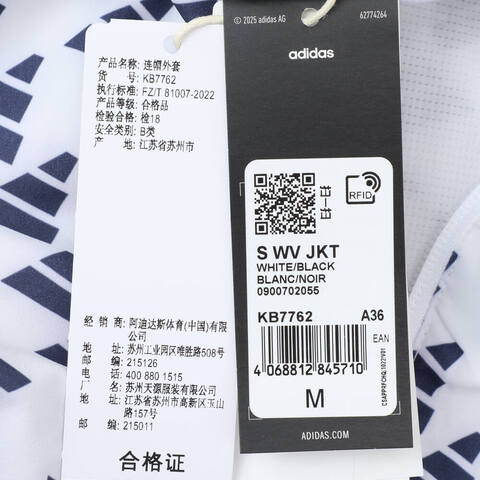 产品名称: 连帽外套
货 号: KB7762
执行标准: FZ/T 81007-2022
产品等级: 合格品
检验合格: 检18
安全类别: B类
产 地: 江苏省苏州市
经 销 商: 阿迪达斯体育(中国)有限
公司
地 址: 苏州工业园区唯胜路508号
邮 编: 215126
电 话: 400 880 1515
厂 名: 苏州天源服装有限公司
地 址: 江苏省苏州市高新区玉山
路157号
邮 编: 215011
合格证
© 2025 adidas AG
62774264
adidas
RFID
S WV JKT
WHITE/BLACK
BLANC/NOIR
0900702055
KB7762
A36
EAN
4 068812 845710
M
ADIDAS.COM